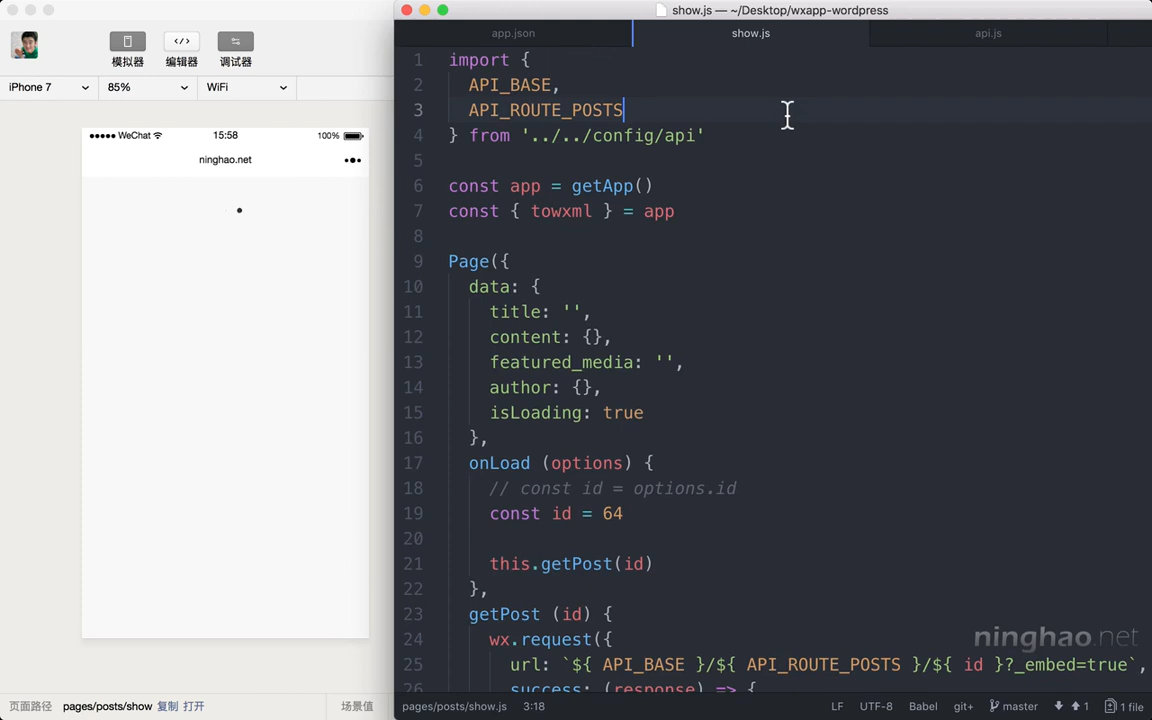 show.js — ~/Desktop/wxapp-wordpress
模拟器 编辑器 调试器
iPhone 7 85% WiFi
WeChat 15:58 100%
ninghao.net
页面路径 pages/posts/show 复制 打开 场景值
app.json show.js api.js
1 import {
2 API_BASE,
3 API_ROUTE_POSTS
4 } from '../../config/api'
5
6 const app = getApp()
7 const { towxml } = app
8
9 Page({
10 data: {
11 title: '',
12 content: {},
13 featured_media: '',
14 author: {},
15 isLoading: true
16 },
17 onLoad (options) {
18 // const id = options.id
19 const id = 64
20
21 this.getPost(id)
22 },
23 getPost (id) {
24 wx.request({
25 url: `${ API_BASE }/${ API_ROUTE_POSTS }/${ id }?_embed=true`,
26 success: (response) => {
ninghao.net
pages/posts/show.js 3:18 LF UTF-8 Babel git+ master 1 1 file